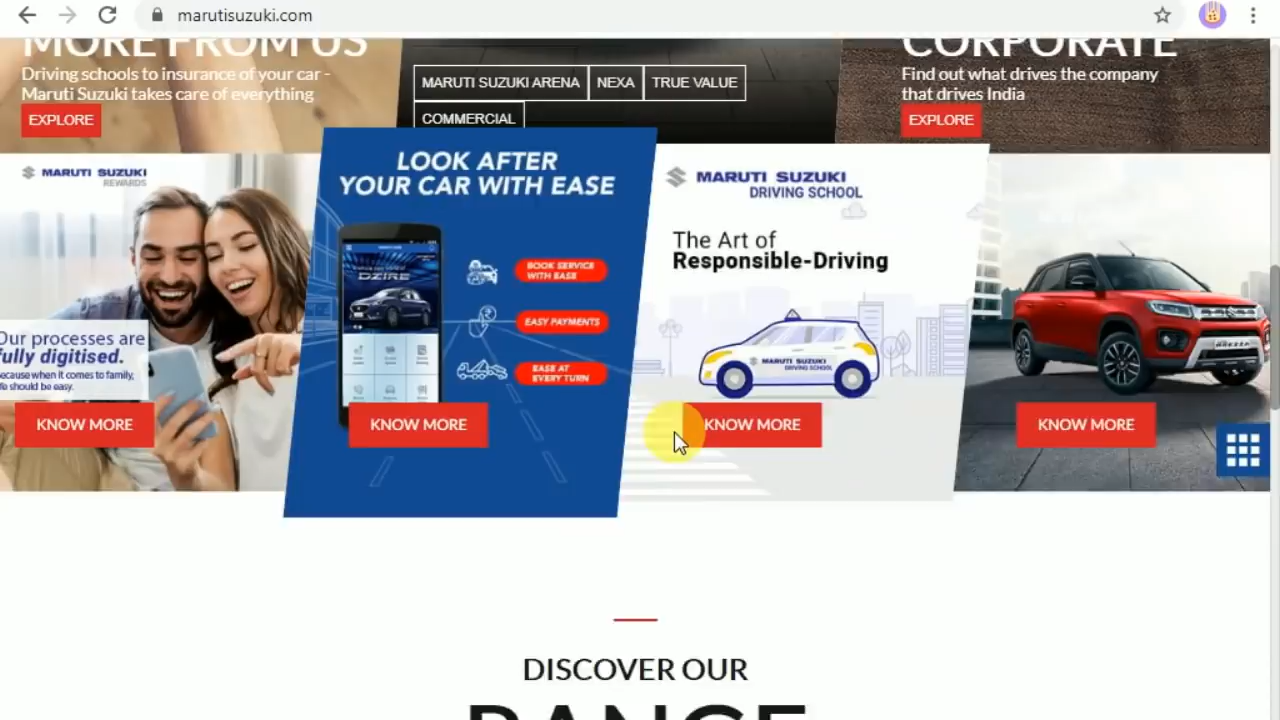 marutisuzuki.com
MORE FROM US
Driving schools to insurance of your car -
Maruti Suzuki takes care of everything
EXPLORE
MARUTI SUZUKI ARENA
NEXA
TRUE VALUE
COMMERCIAL
CORPORATE
Find out what drives the company
that drives India
EXPLORE
MARUTI SUZUKI
REWARDS
Our processes are
fully digitised.
because when it comes to family,
life should be easy.
KNOW MORE
LOOK AFTER
YOUR CAR WITH EASE
DZIRE
BOOK SERVICE
WITH EASE
EASY PAYMENTS
EASE AT
EVERY TURN
KNOW MORE
MARUTI SUZUKI
DRIVING SCHOOL
The Art of
Responsible-Driving
MARUTI SUZUKI
DRIVING SCHOOL
KNOW MORE
KNOW MORE
DISCOVER OUR
RANGE